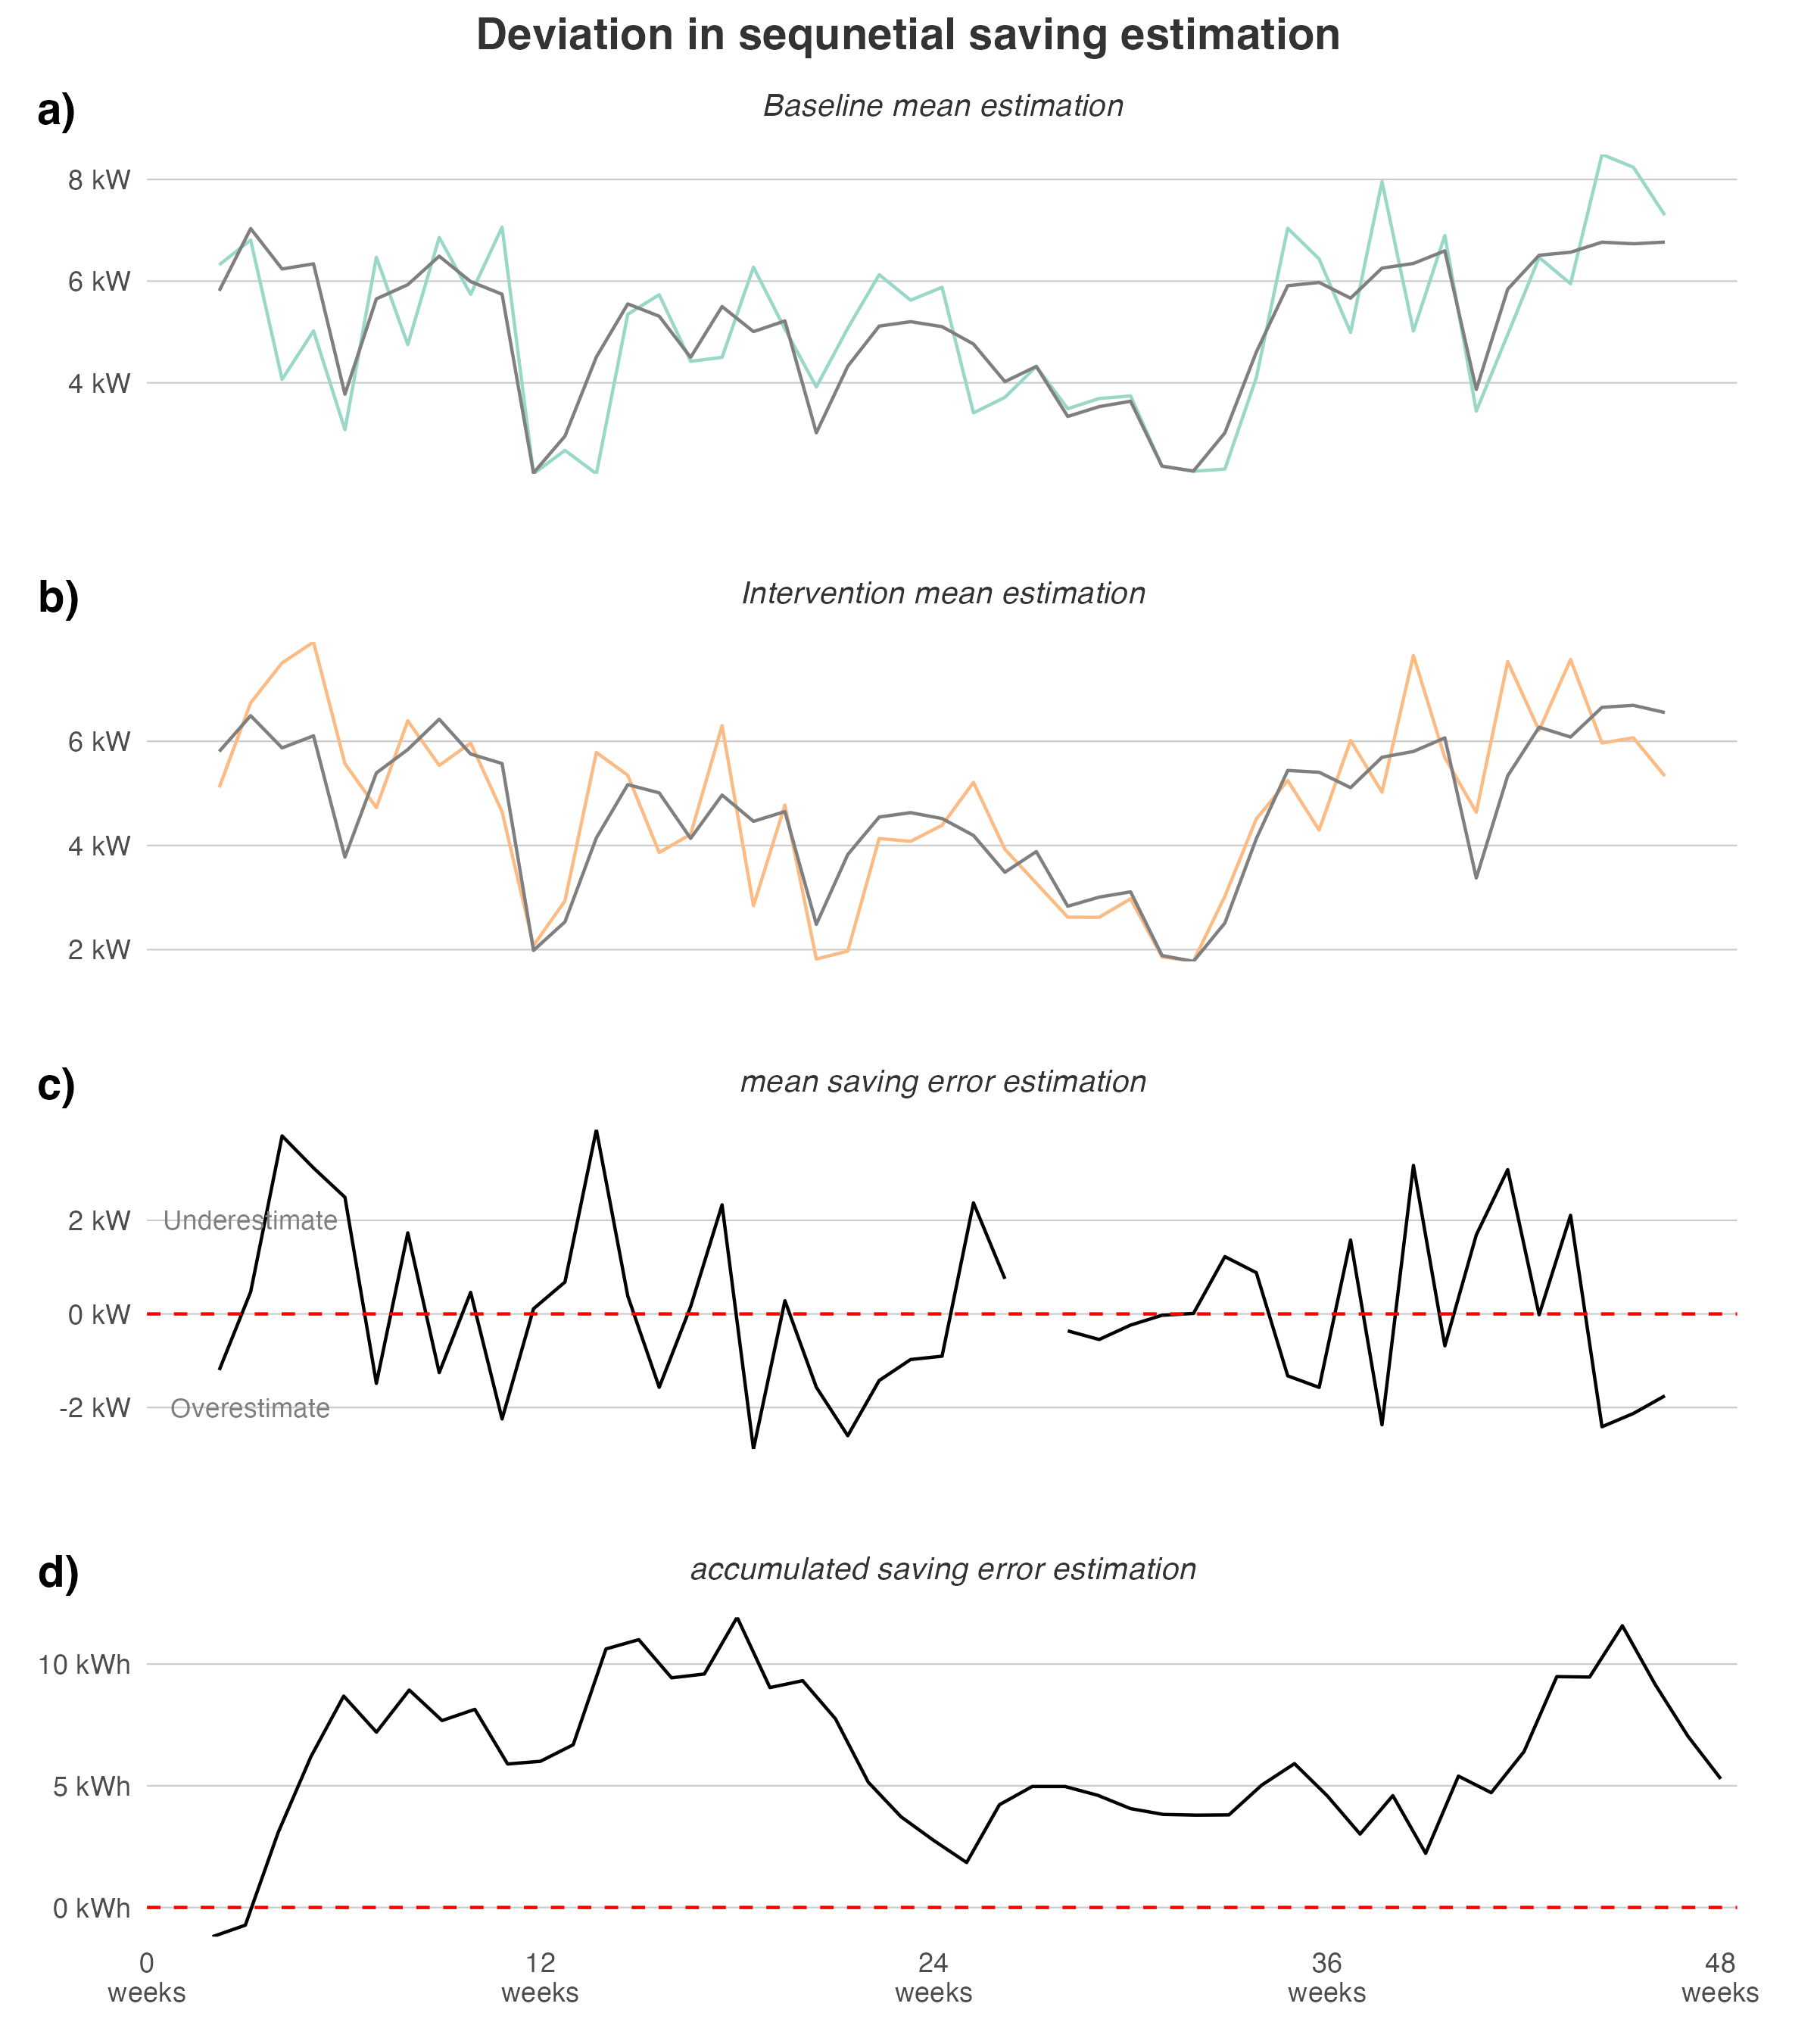 Deviation in sequnetial saving estimation
a)
Baseline mean estimation
8 kW
6 kW
4 kW
b)
Intervention mean estimation
6 kW
4 kW
2 kW
c)
mean saving error estimation
2 kW
Underestimate
0 kW
-2 kW
Overestimate
d)
accumulated saving error estimation
10 kWh
5 kWh
0 kWh
0 12 24 36 48
weeks weeks weeks weeks weeks